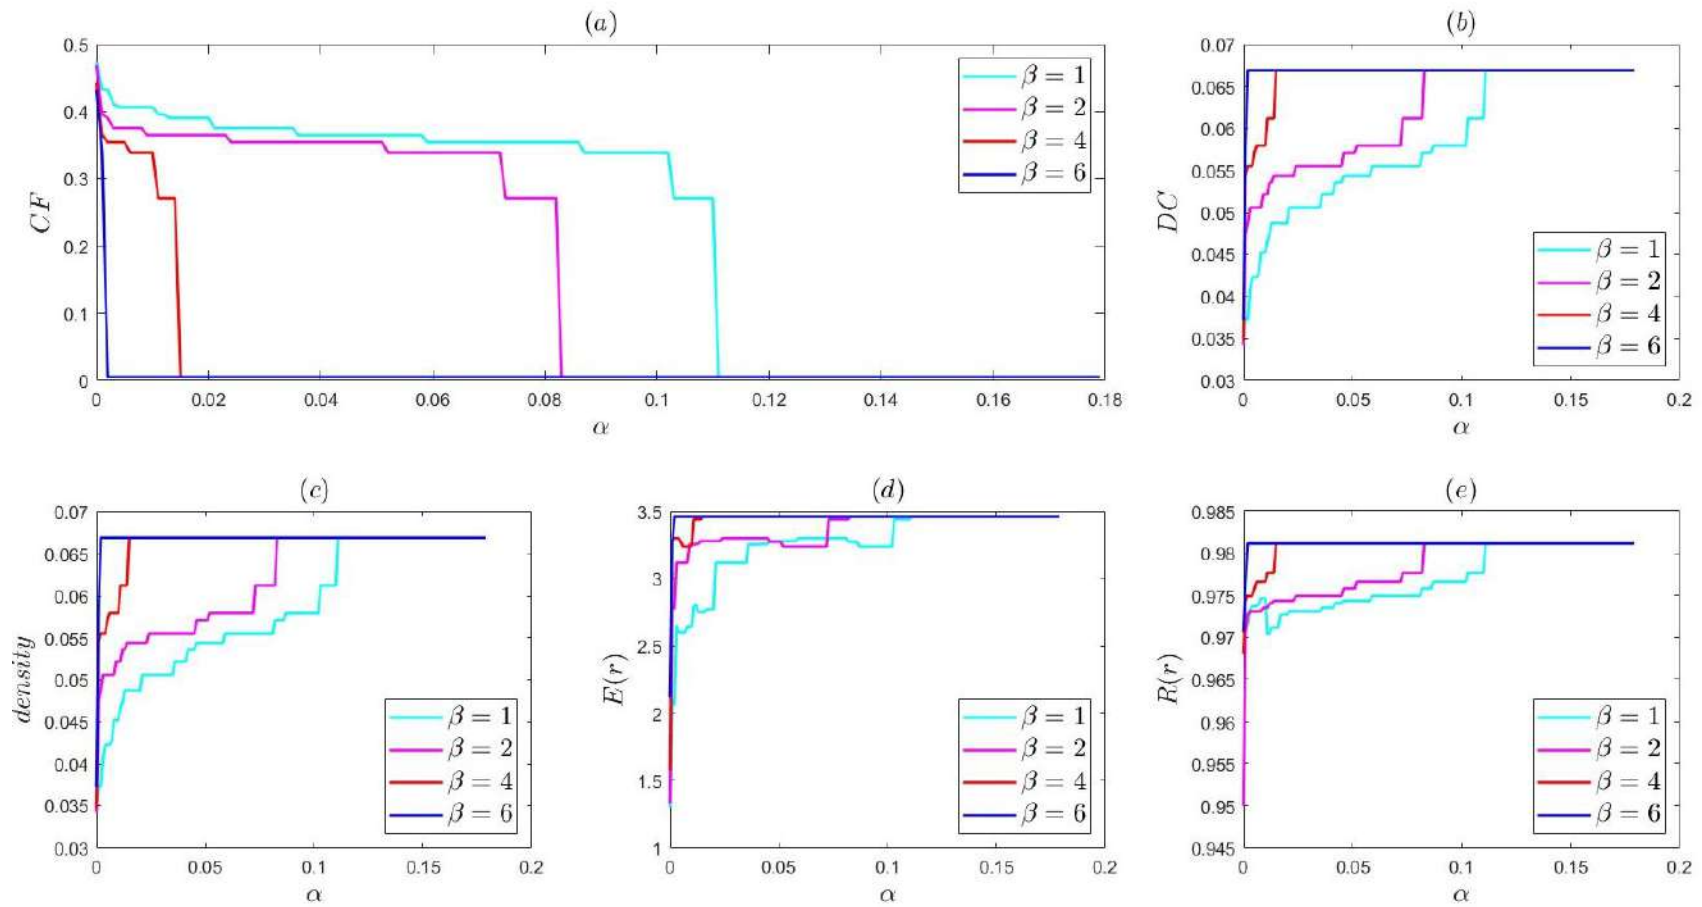 (a)
0.5
0.4
0.3
0.2
0.1
0
CF
0 0.02 0.04 0.06 0.08 0.1 0.12 0.14 0.16 0.18
α
β = 1
β = 2
β = 4
β = 6
(b)
0.07
0.065
0.06
0.055
0.05
0.045
0.04
0.035
0.03
DC
0 0.05 0.1 0.15 0.2
α
β = 1
β = 2
β = 4
β = 6
(c)
0.07
0.065
0.06
0.055
0.05
0.045
0.04
0.035
0.03
density
0 0.05 0.1 0.15 0.2
α
β = 1
β = 2
β = 4
β = 6
(d)
3.5
3
2.5
2
1.5
1
E(r)
0 0.05 0.1 0.15 0.2
α
β = 1
β = 2
β = 4
β = 6
(e)
0.985
0.98
0.975
0.97
0.965
0.96
0.955
0.95
0.945
R(r)
0 0.05 0.1 0.15 0.2
α
β = 1
β = 2
β = 4
β = 6